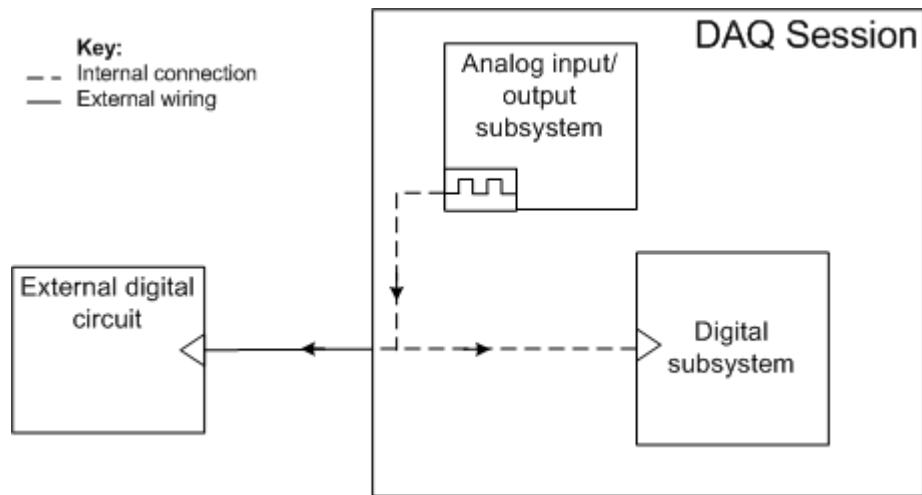 DAQ Session
Key:
Internal connection
External wiring
Analog input/
output
subsystem
External digital
circuit
Digital
subsystem